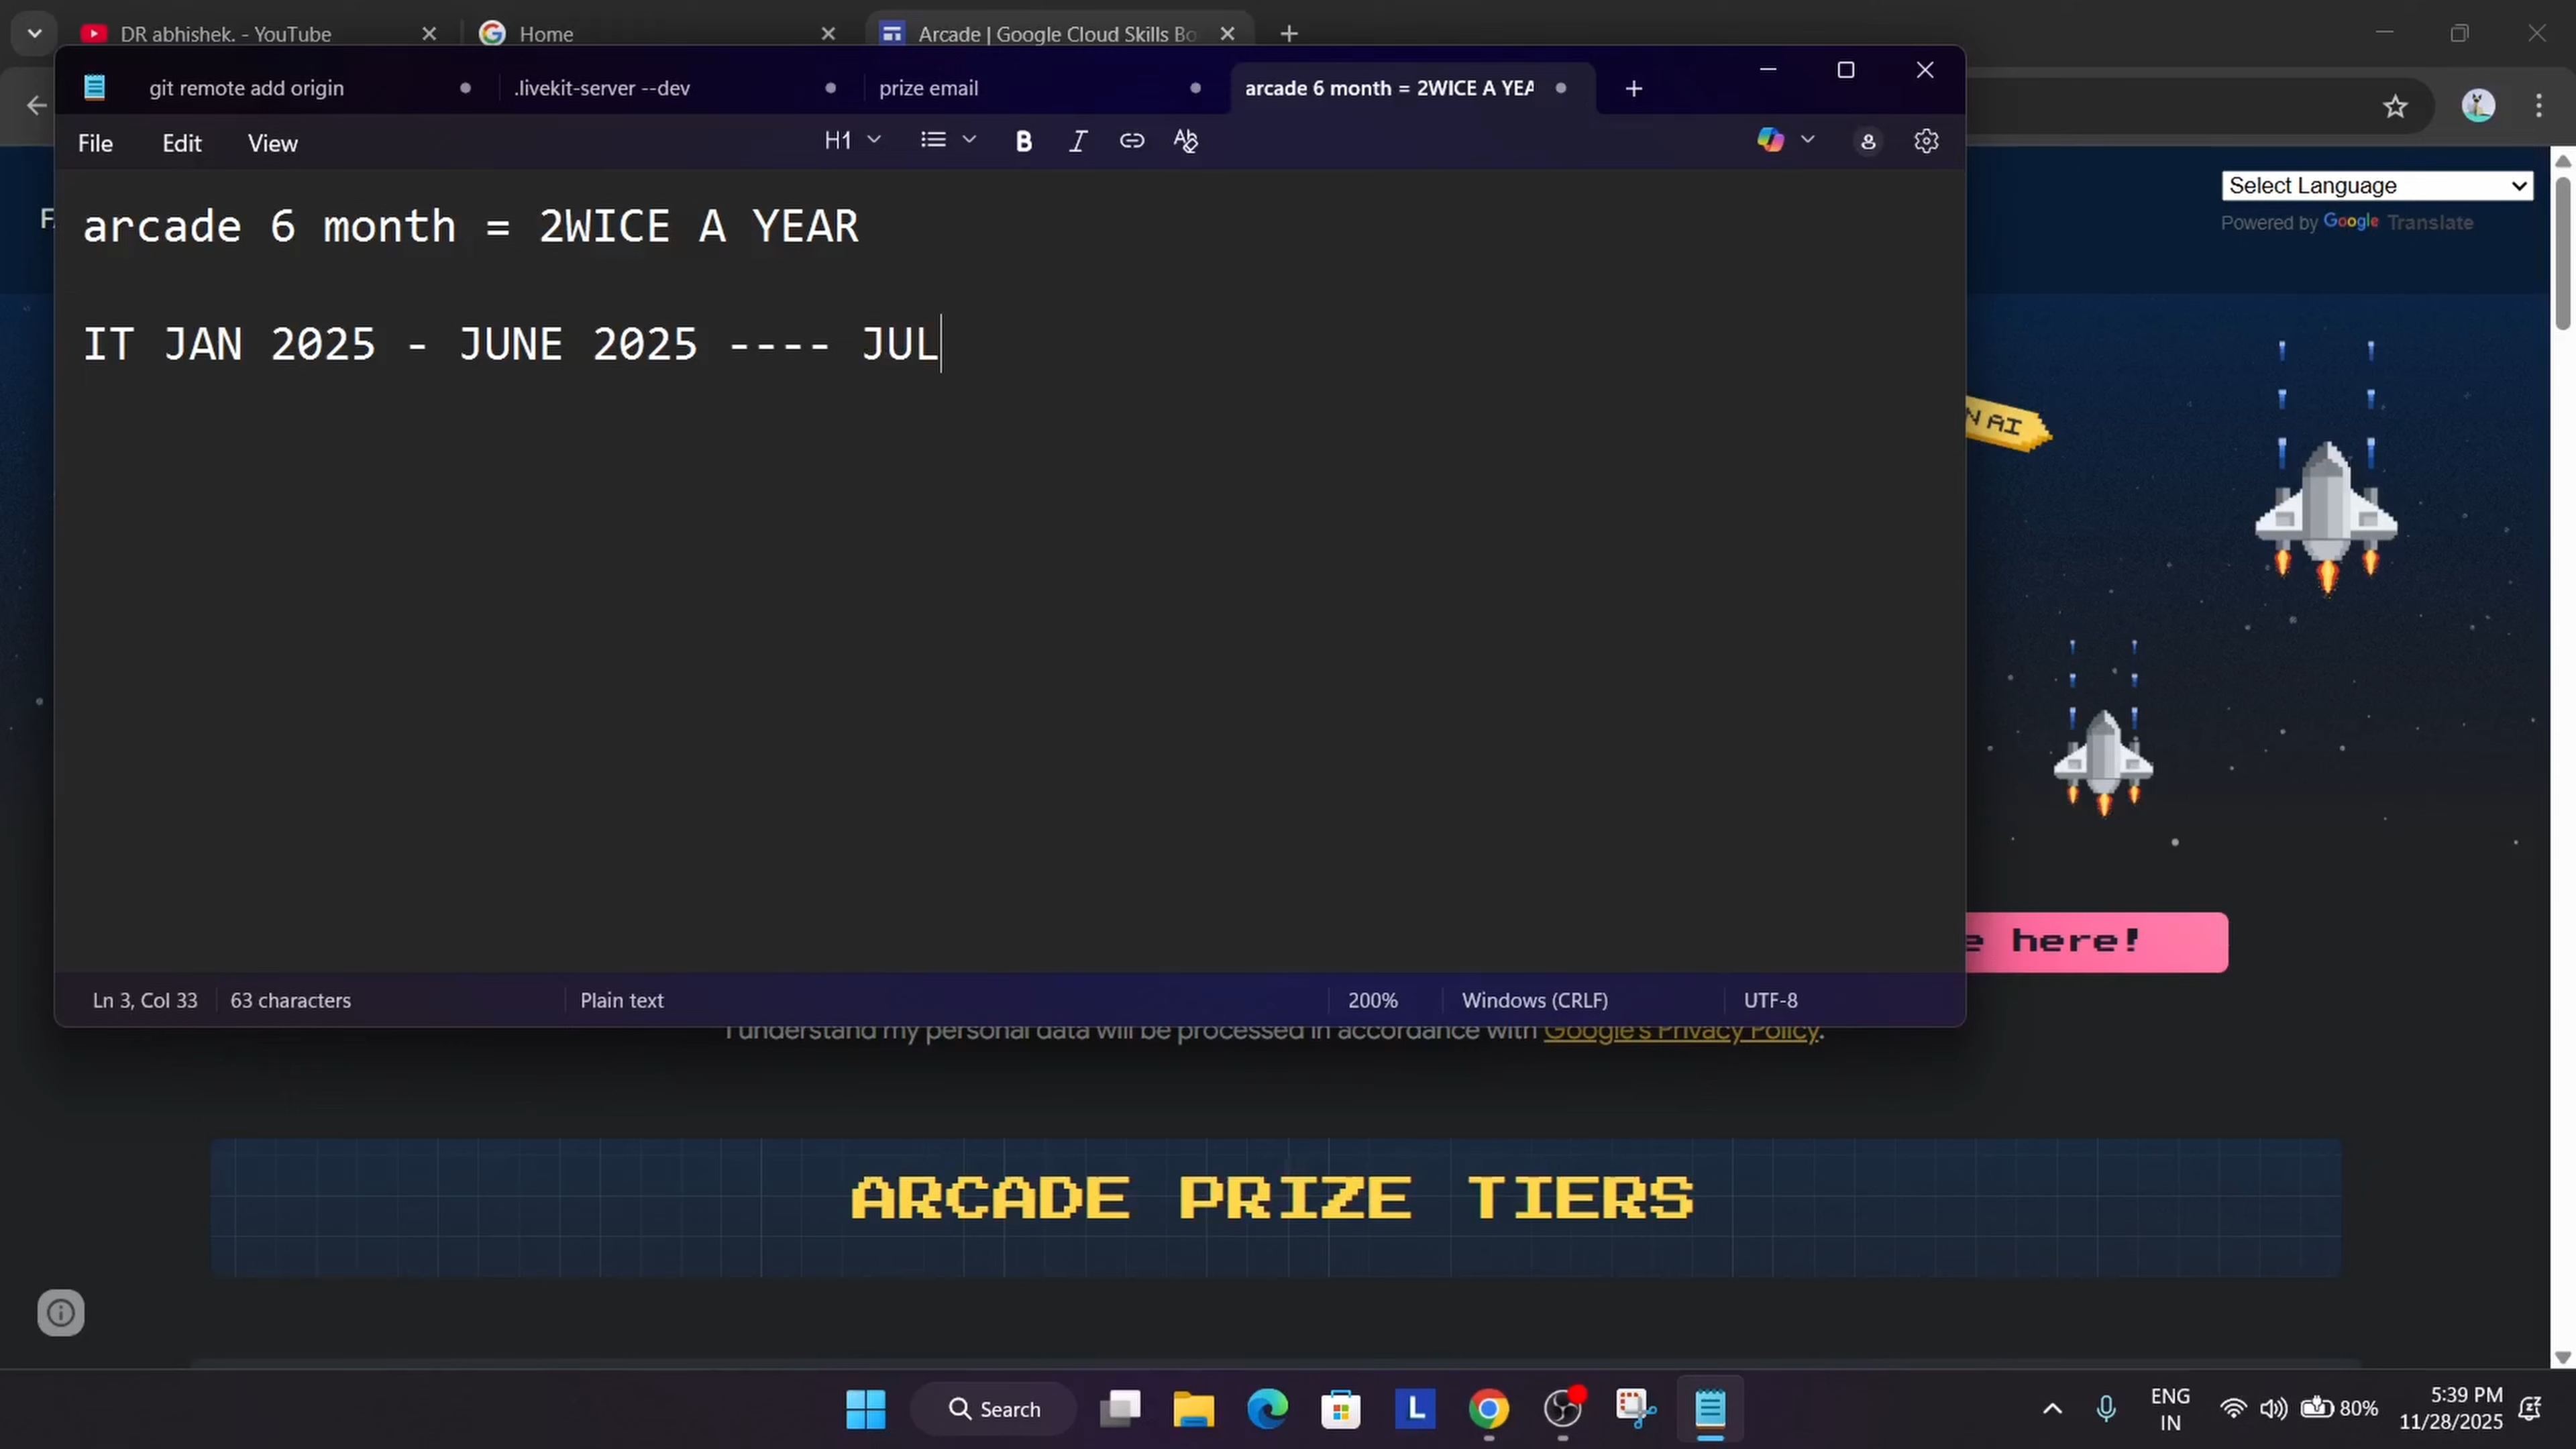 DR abhishek. - YouTube
Home
Arcade | Google Cloud Skills Bo
git remote add origin
.livekit-server --dev
prize email
arcade 6 month = 2WICE A YEA
File
Edit
View
H1
Select Language
Powered by Google Translate
arcade 6 month = 2WICE A YEAR
IT JAN 2025 - JUNE 2025 ---- JUL
N AI
e here!
Ln 3, Col 33
63 characters
Plain text
200%
Windows (CRLF)
UTF-8
I understand my personal data will be processed in accordance with Google's Privacy Policy.
ARCADE PRIZE TIERS
Search
L
ENG
IN
80%
5:39 PM
11/28/2025